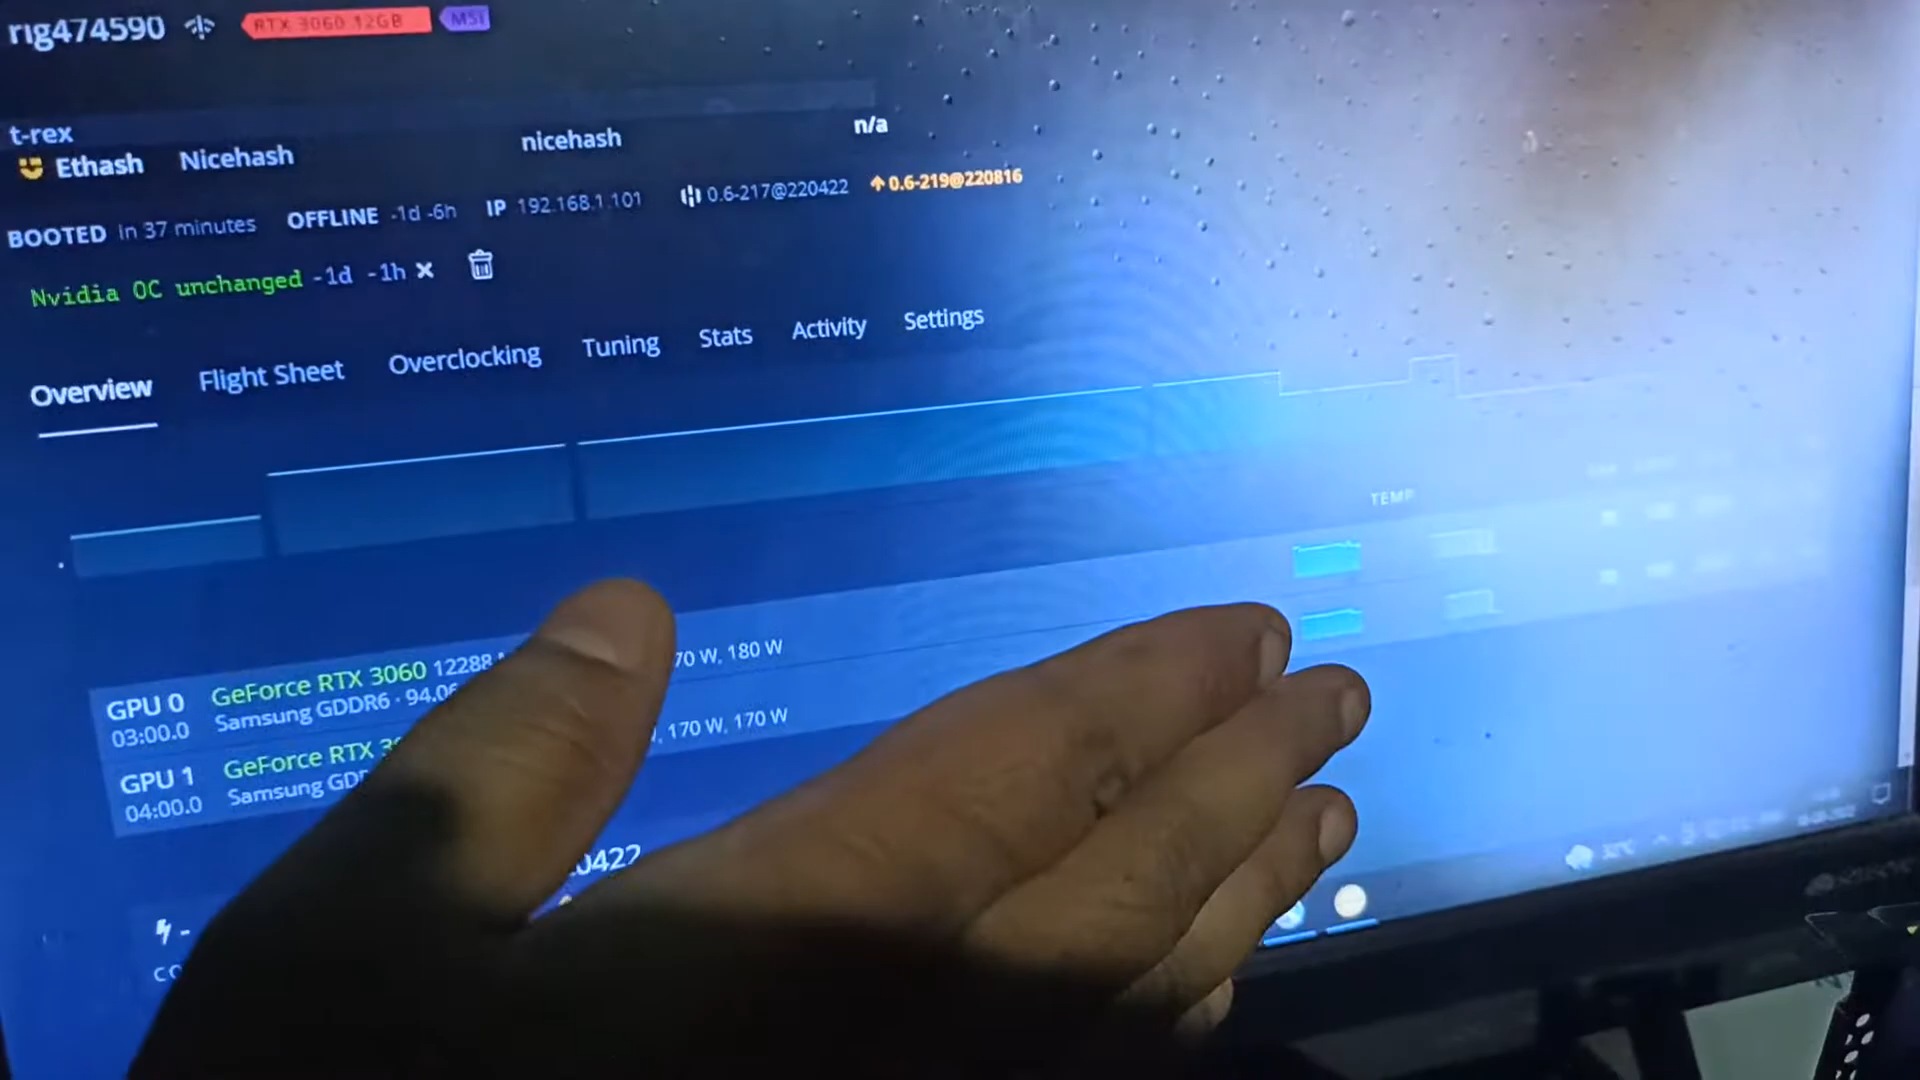 rig474590 RTX 3060 12GB MSI
t-rex
Ethash Nicehash nicehash n/a
BOOTED in 37 minutes OFFLINE -1d -6h IP 192.168.1.101 0.6-217@220422 0.6-219@220816
Nvidia OC unchanged -1d -1h ×
Overview Flight Sheet Overclocking Tuning Stats Activity Settings
TEMP
GPU 0 GeForce RTX 3060 12288 70 W, 180 W
03:00.0 Samsung GDDR6 · 94.06
GPU 1 GeForce RTX , 170 W, 170 W
04:00.0 Samsung
0422
-